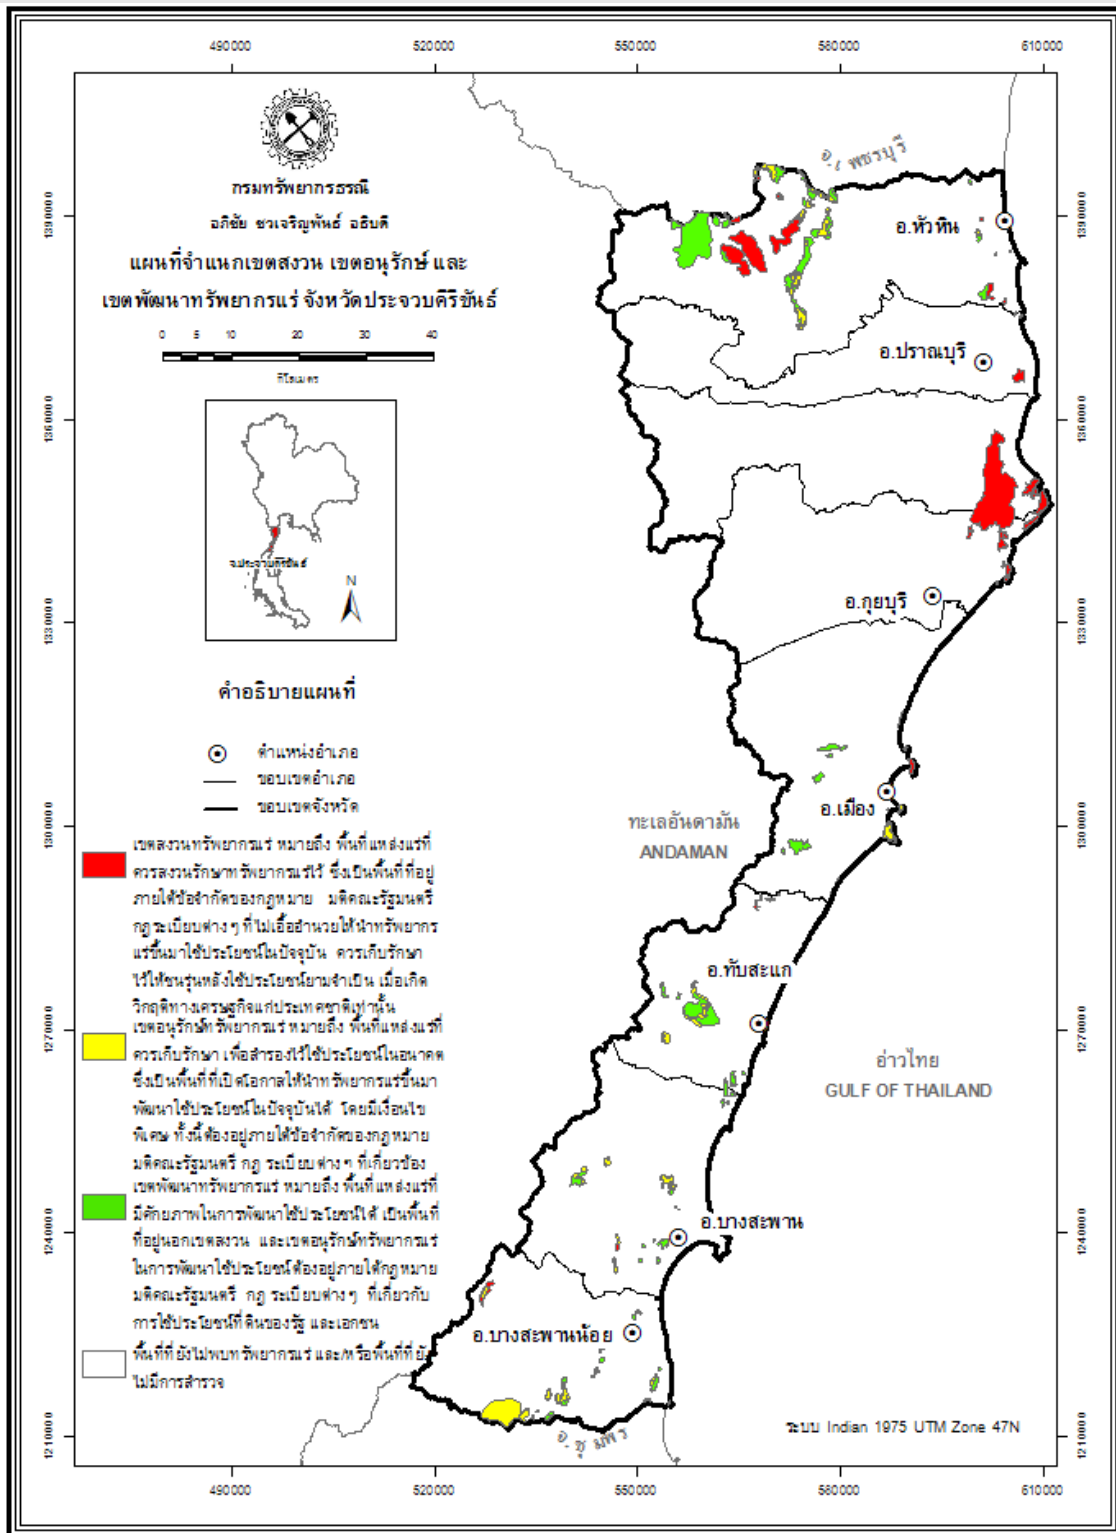 490000 520000 550000 580000 610000
กรมทรัพยากรธรณี
อภิชัย ชวเจริญพันธ์ อธิบดี
แผนที่จำแนกเขตสงวน เขตอนุรักษ์ และ
เขตพัฒนาทรัพยากรแร่ จังหวัดประจวบคีรีขันธ์
0 5 10 20 30 40
กิโลเมตร
จ.ประจวบคีรีขันธ์
N
คำอธิบายแผนที่
ตำแหน่งอำเภอ
ขอบเขตอำเภอ
ขอบเขตจังหวัด
เขตสงวนทรัพยากรแร่ หมายถึง พื้นที่แหล่งแร่ที่
ควรสงวนรักษาทรัพยากรแร่ไว้ ซึ่งเป็นพื้นที่ที่อยู่
ภายใต้ข้อจำกัดของกฎหมาย มติคณะรัฐมนตรี
กฎระเบียบต่างๆ ที่ไม่เอื้ออำนวยให้นำทรัพยากร
แร่ขึ้นมาใช้ประโยชน์ในปัจจุบัน ควรเก็บรักษา
ไว้ให้ชนรุ่นหลังใช้ประโยชน์ยามจำเป็น เมื่อเกิด
วิกฤติทางเศรษฐกิจแก่ประเทศชาติเท่านั้น
เขตอนุรักษ์ทรัพยากรแร่ หมายถึง พื้นที่แหล่งแร่ที่
ควรเก็บรักษา เพื่อสำรองไว้ใช้ประโยชน์ในอนาคต
ซึ่งเป็นพื้นที่ที่เปิดโอกาสให้นำทรัพยากรแร่ขึ้นมา
พัฒนาใช้ประโยชน์ในปัจจุบันได้ โดยมีเงื่อนไข
พิเศษ ทั้งนี้ต้องอยู่ภายใต้ข้อจำกัดของกฎหมาย
มติคณะรัฐมนตรี กฎ ระเบียบต่างๆ ที่เกี่ยวข้อง
เขตพัฒนาทรัพยากรแร่ หมายถึง พื้นที่แหล่งแร่ที่
มีศักยภาพในการพัฒนาใช้ประโยชน์ได้ เป็นพื้นที่
ที่อยู่นอกเขตสงวน และเขตอนุรักษ์ทรัพยากรแร่
ในการพัฒนาใช้ประโยชน์ต้องอยู่ภายใต้กฎหมาย
มติคณะรัฐมนตรี กฎ ระเบียบต่างๆ ที่เกี่ยวกับ
การใช้ประโยชน์ที่ดินของรัฐ และเอกชน
พื้นที่ที่ยังไม่พบทรัพยากรแร่ และ/หรือพื้นที่ที่ยัง
ไม่มีการสำรวจ
จ.เพชรบุรี
อ.หัวหิน
อ.ปราณบุรี
อ.กุยบุรี
อ.เมือง
ทะเลอันดามัน
ANDAMAN
อ.ทับสะแก
อ่าวไทย
GULF OF THAILAND
อ.บางสะพาน
อ.บางสะพานน้อย
จ.ชุมพร
ระบบ Indian 1975 UTM Zone 47N
1390000 1390000
1360000 1360000
1330000 1330000
1300000 1300000
1270000 1270000
1240000 1240000
1210000 1210000
490000 520000 550000 580000 610000